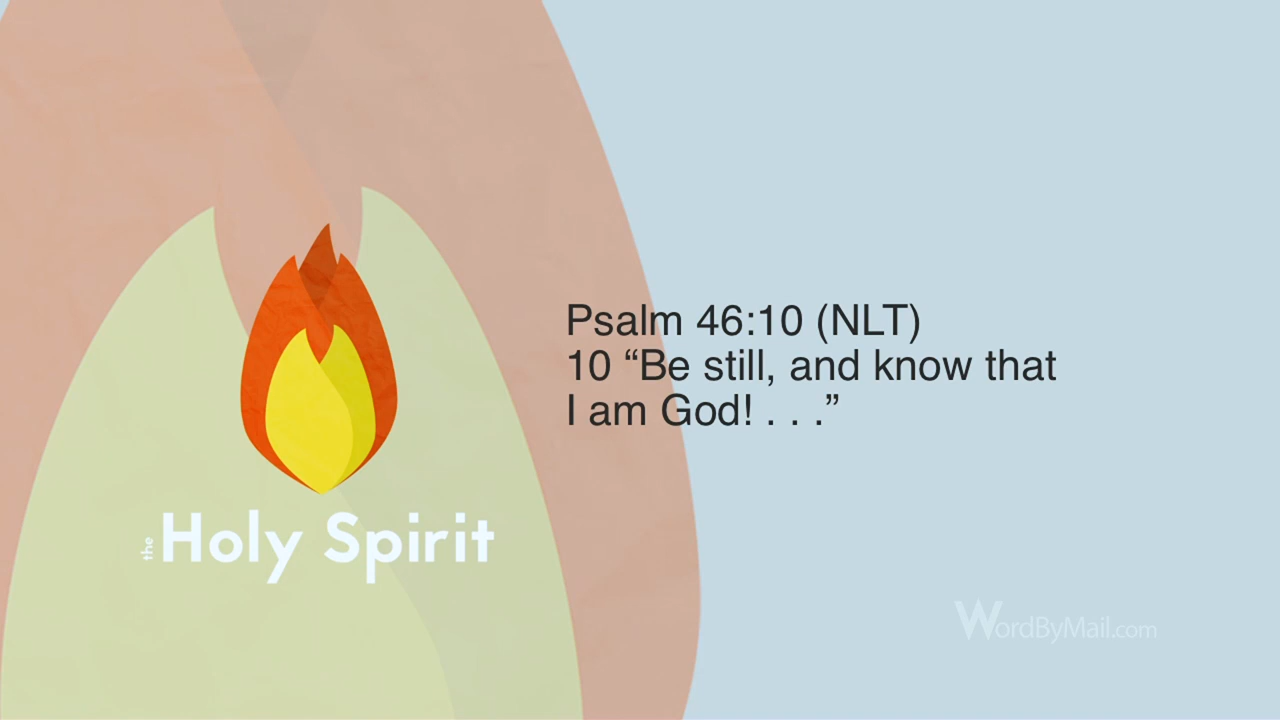 Psalm 46:10 (NLT)
10 “Be still, and know that
I am God! . . .”
the Holy Spirit
WordByMail.com